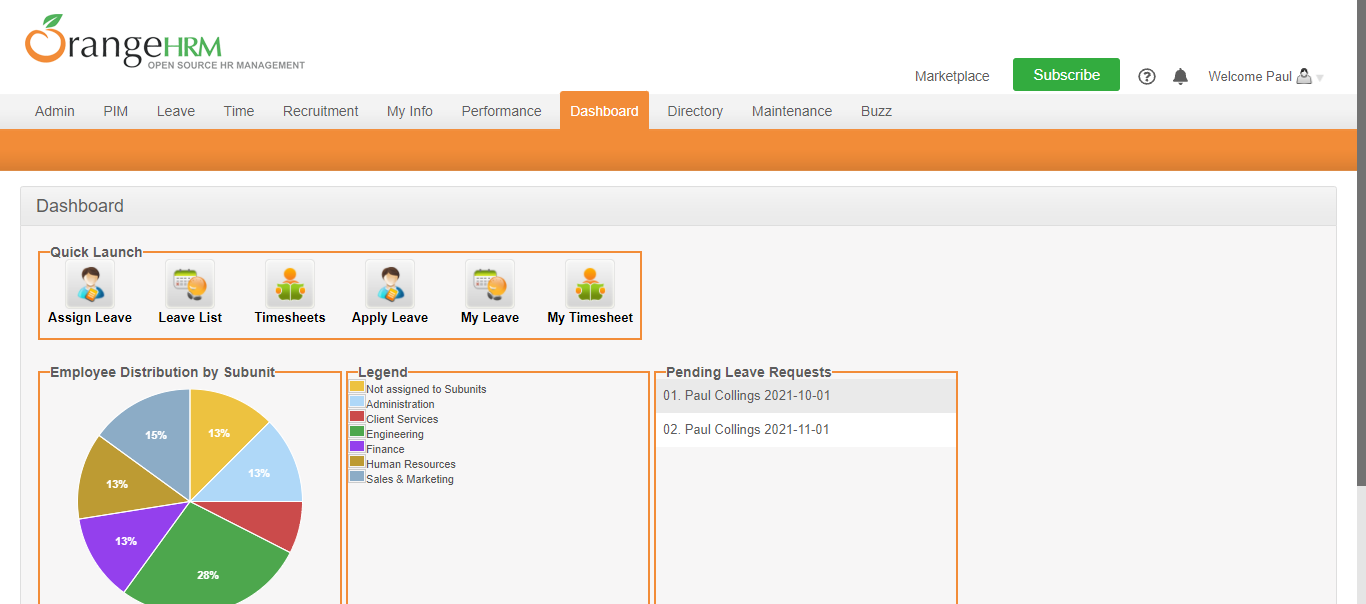 OrangeHRM
OPEN SOURCE HR MANAGEMENT
Marketplace Subscribe ? Welcome Paul
Admin PIM Leave Time Recruitment My Info Performance Dashboard Directory Maintenance Buzz
Dashboard
Quick Launch
Assign Leave Leave List Timesheets Apply Leave My Leave My Timesheet
Employee Distribution by Subunit
13%
13%
28%
13%
13%
15%
Legend
Not assigned to Subunits
Administration
Client Services
Engineering
Finance
Human Resources
Sales & Marketing
Pending Leave Requests
01. Paul Collings 2021-10-01
02. Paul Collings 2021-11-01